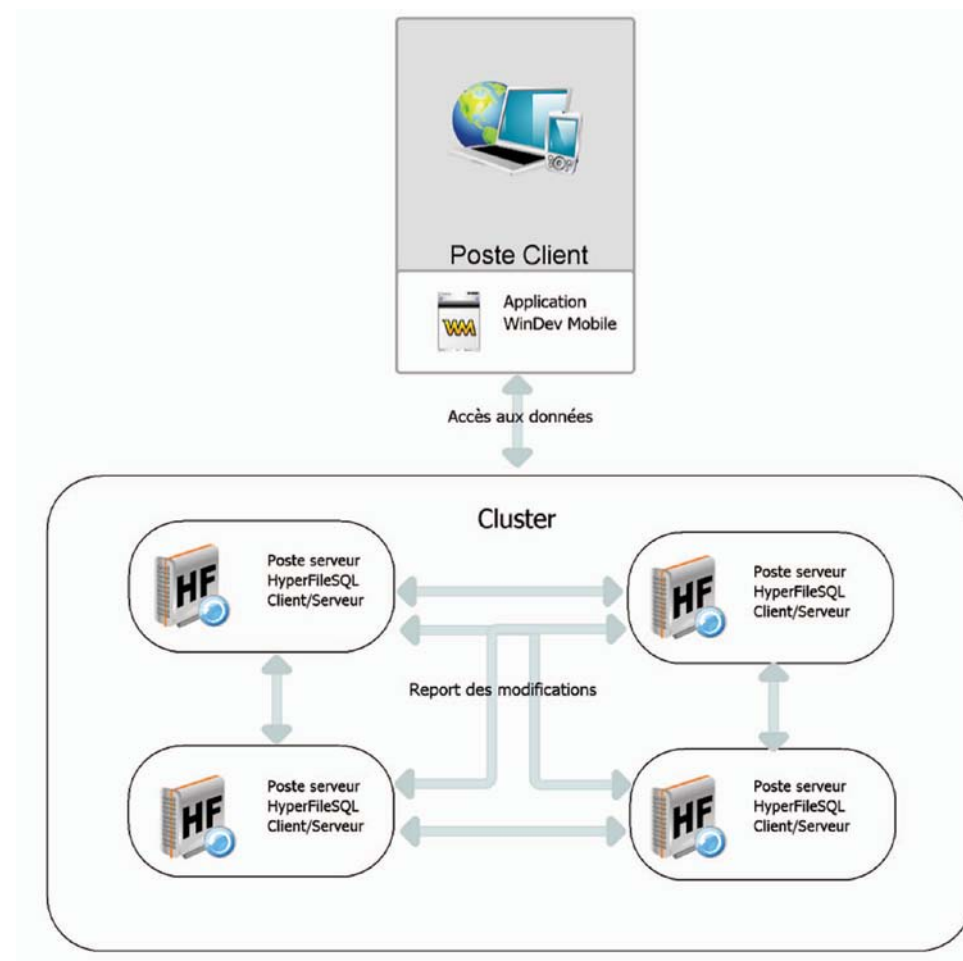 Poste Client
WM
Application
WinDev Mobile
Accès aux données
Cluster
HF
Poste serveur
HyperFileSQL
Client/Serveur
HF
Poste serveur
HyperFileSQL
Client/Serveur
Report des modifications
HF
Poste serveur
HyperFileSQL
Client/Serveur
HF
Poste serveur
HyperFileSQL
Client/Serveur